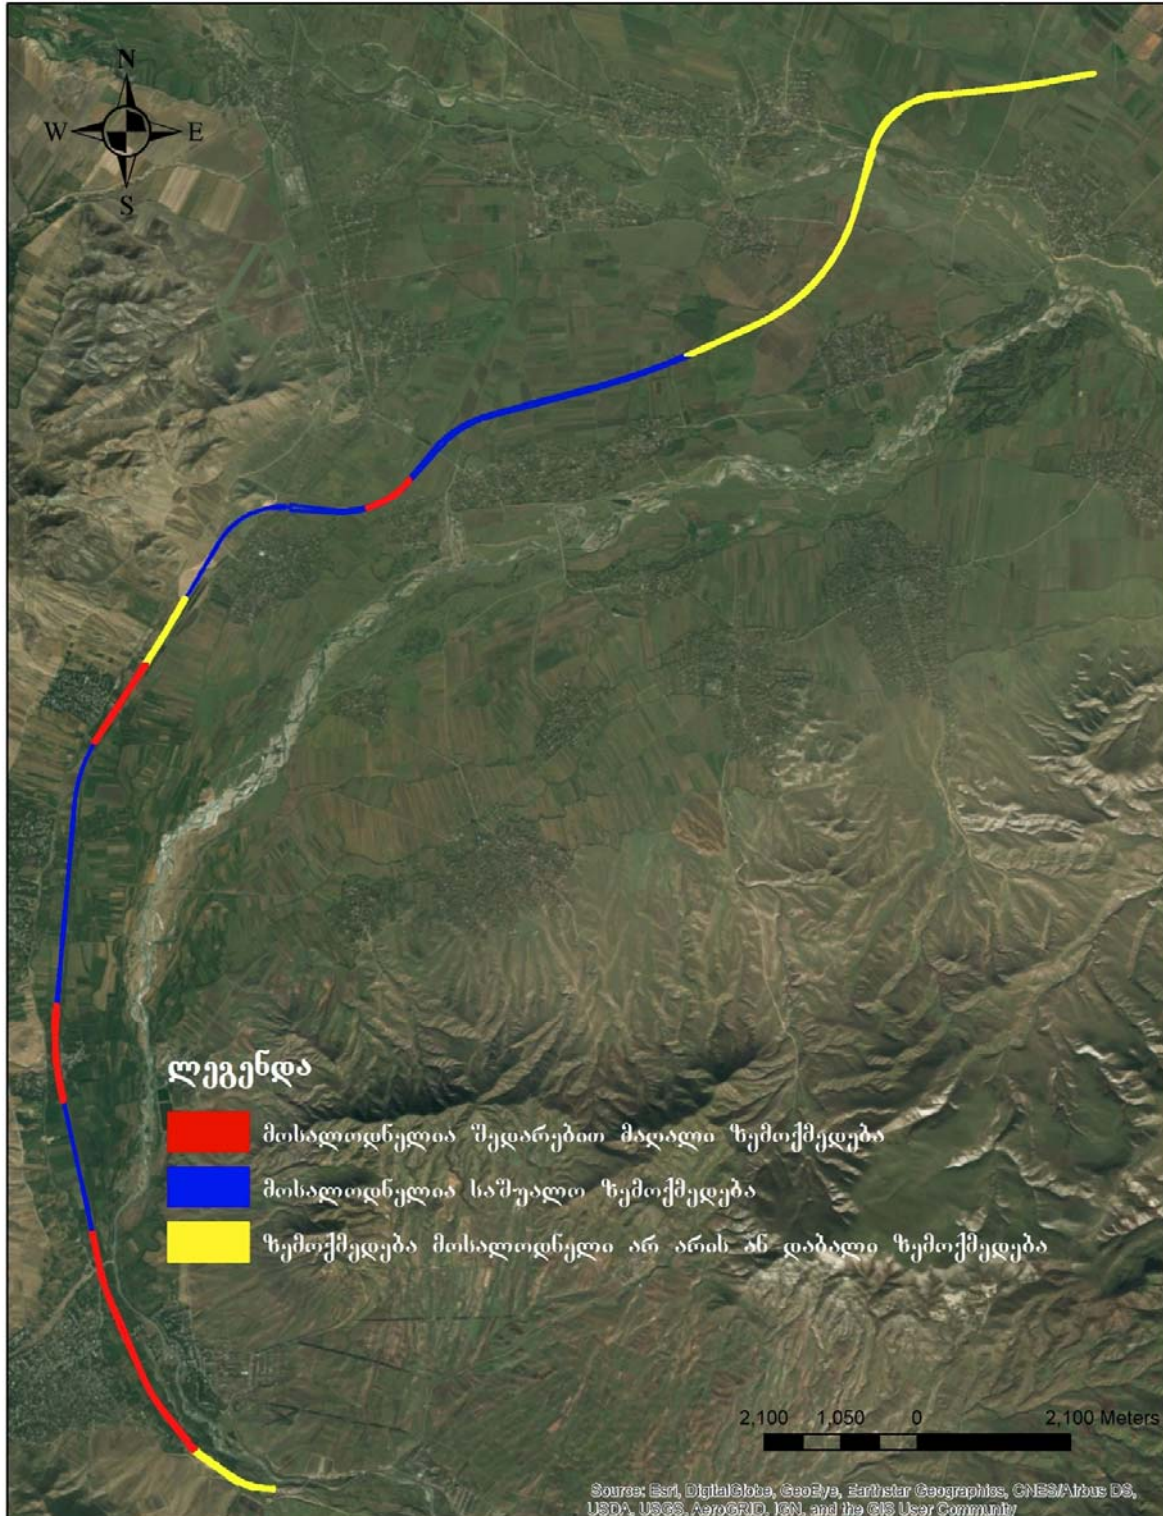 N
W E
S
ლეგენდა
მოსალოდნელია შედარებით მაღალი ზემოქმედება
მოსალოდნელია საშუალო ზემოქმედება
ზემოქმედება მოსალოდნელი არ არის ან დაბალი ზემოქმედება
2,100 1,050 0 2,100 Meters
Source: Esri, DigitalGlobe, GeoEye, Earthstar Geographics, CNES/Airbus DS,
USDA, USGS, AeroGRID, IGN, and the GIS User Community